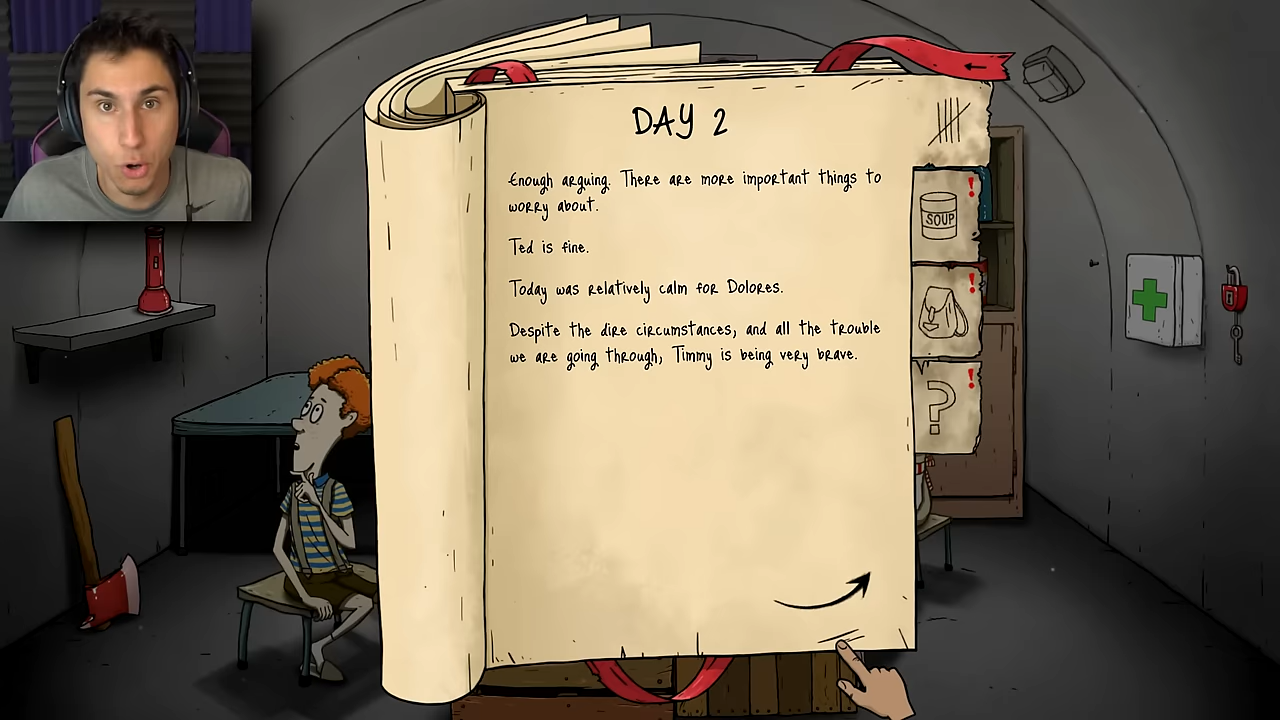 DAY 2
Enough arguing. There are more important things to
worry about.
Ted is fine.
Today was relatively calm for Dolores.
Despite the dire circumstances, and all the trouble
we are going through, Timmy is being very brave.
SOUP
!
!
?
!